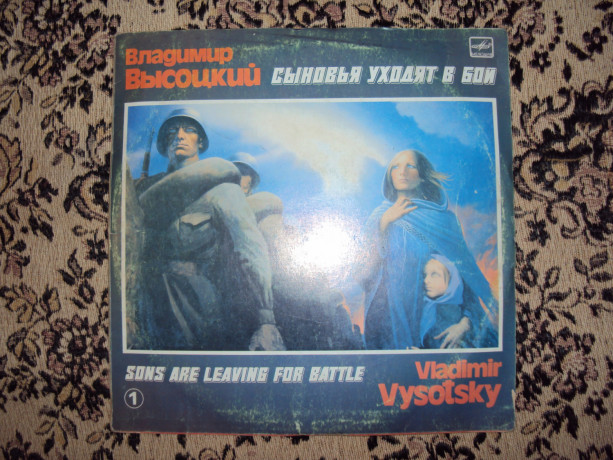 Владимир
Высоцкий СЫНОВЬЯ УХОДЯТ В БОЙ
SONS ARE LEAVING FOR BATTLE
Vladimir
Vysotsky
1